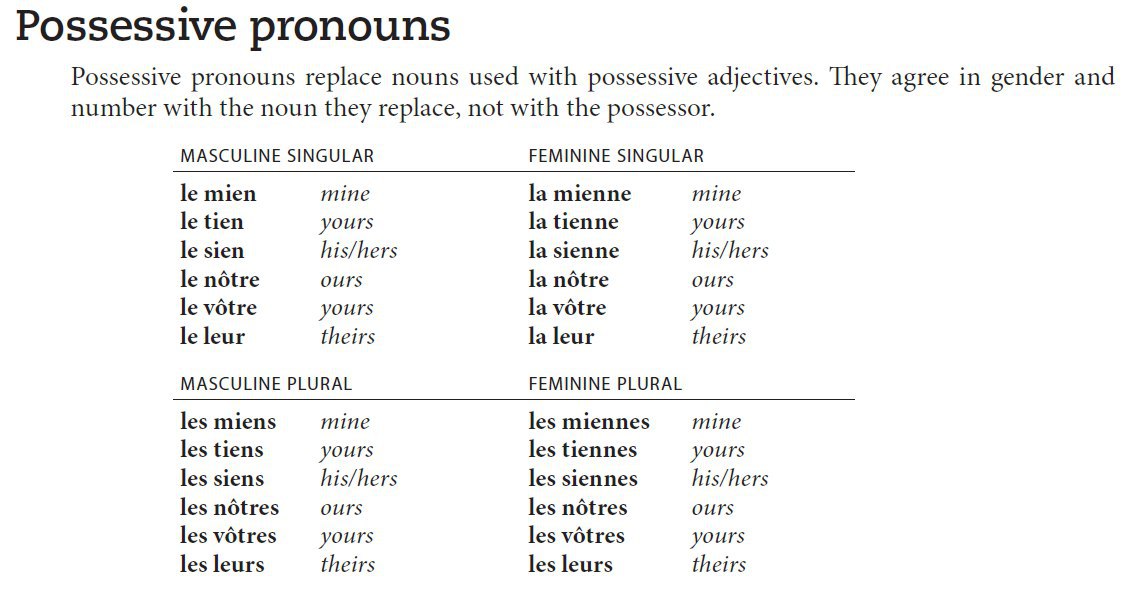 Possessive pronouns
Possessive pronouns replace nouns used with possessive adjectives. They agree in gender and
number with the noun they replace, not with the possessor.
MASCULINE SINGULAR FEMININE SINGULAR
le mien mine la mienne mine
le tien yours la tienne yours
le sien his/hers la sienne his/hers
le nôtre ours la nôtre ours
le vôtre yours la vôtre yours
le leur theirs la leur theirs
MASCULINE PLURAL FEMININE PLURAL
les miens mine les miennes mine
les tiens yours les tiennes yours
les siens his/hers les siennes his/hers
les nôtres ours les nôtres ours
les vôtres yours les vôtres yours
les leurs theirs les leurs theirs